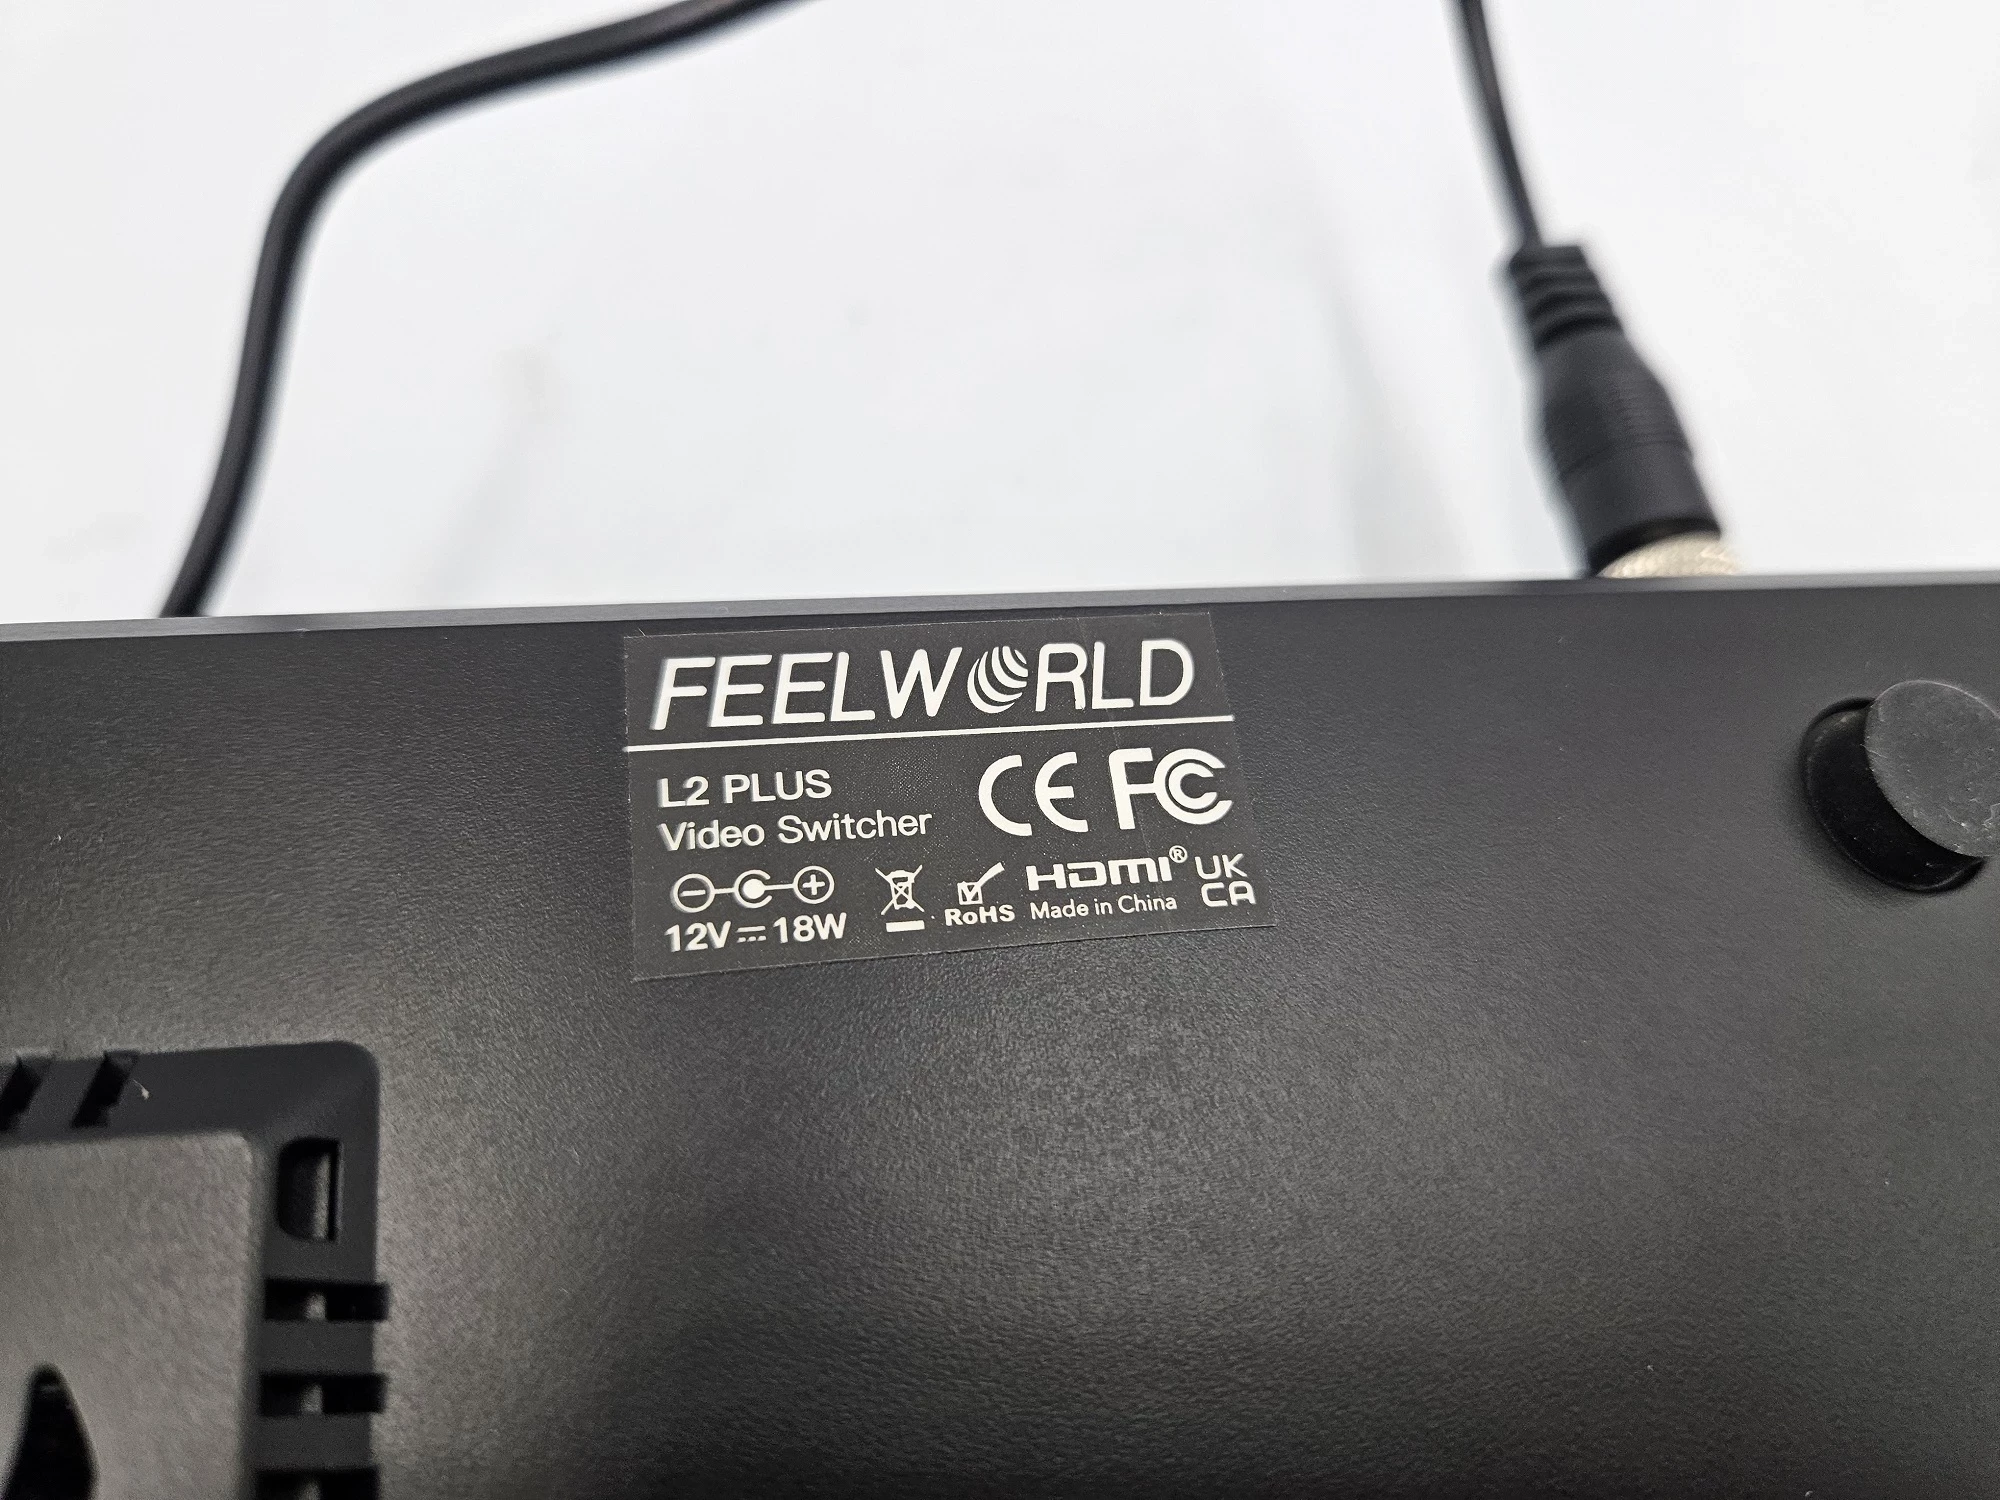 FEELWORLD
L2 PLUS
Video Switcher
CE FC
12V⎓18W
RoHS
HDMI®
Made in China
UK
CA